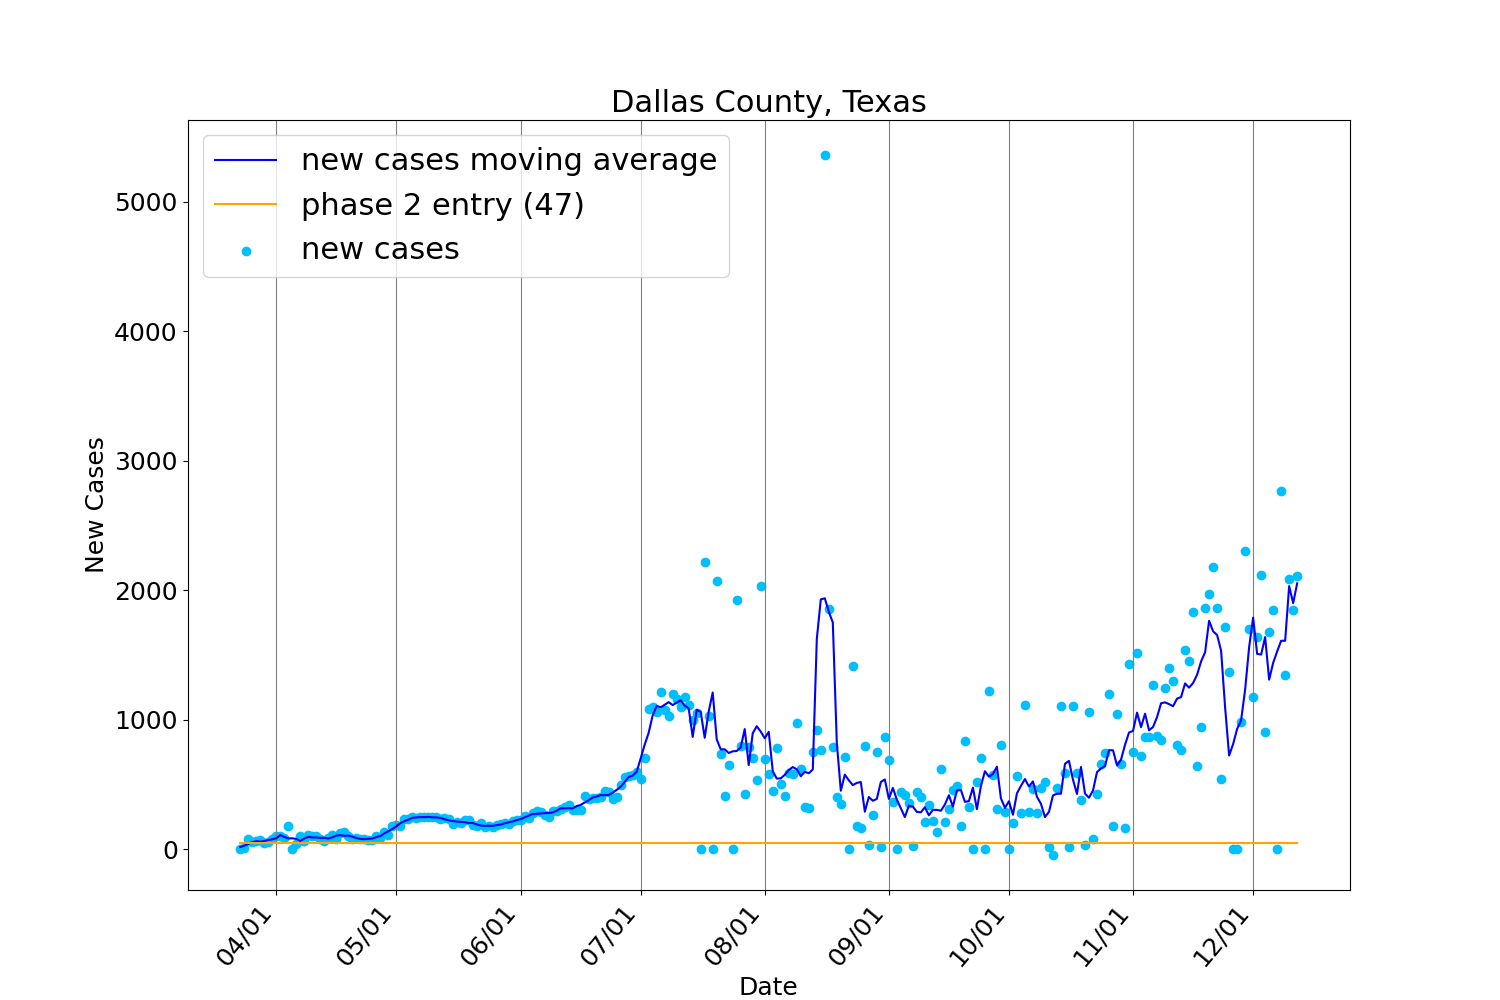 Dallas County, Texas
new cases moving average
phase 2 entry (47)
new cases
5000
4000
3000
2000
1000
0
New Cases
04/01
05/01
06/01
07/01
08/01
09/01
10/01
11/01
12/01
Date